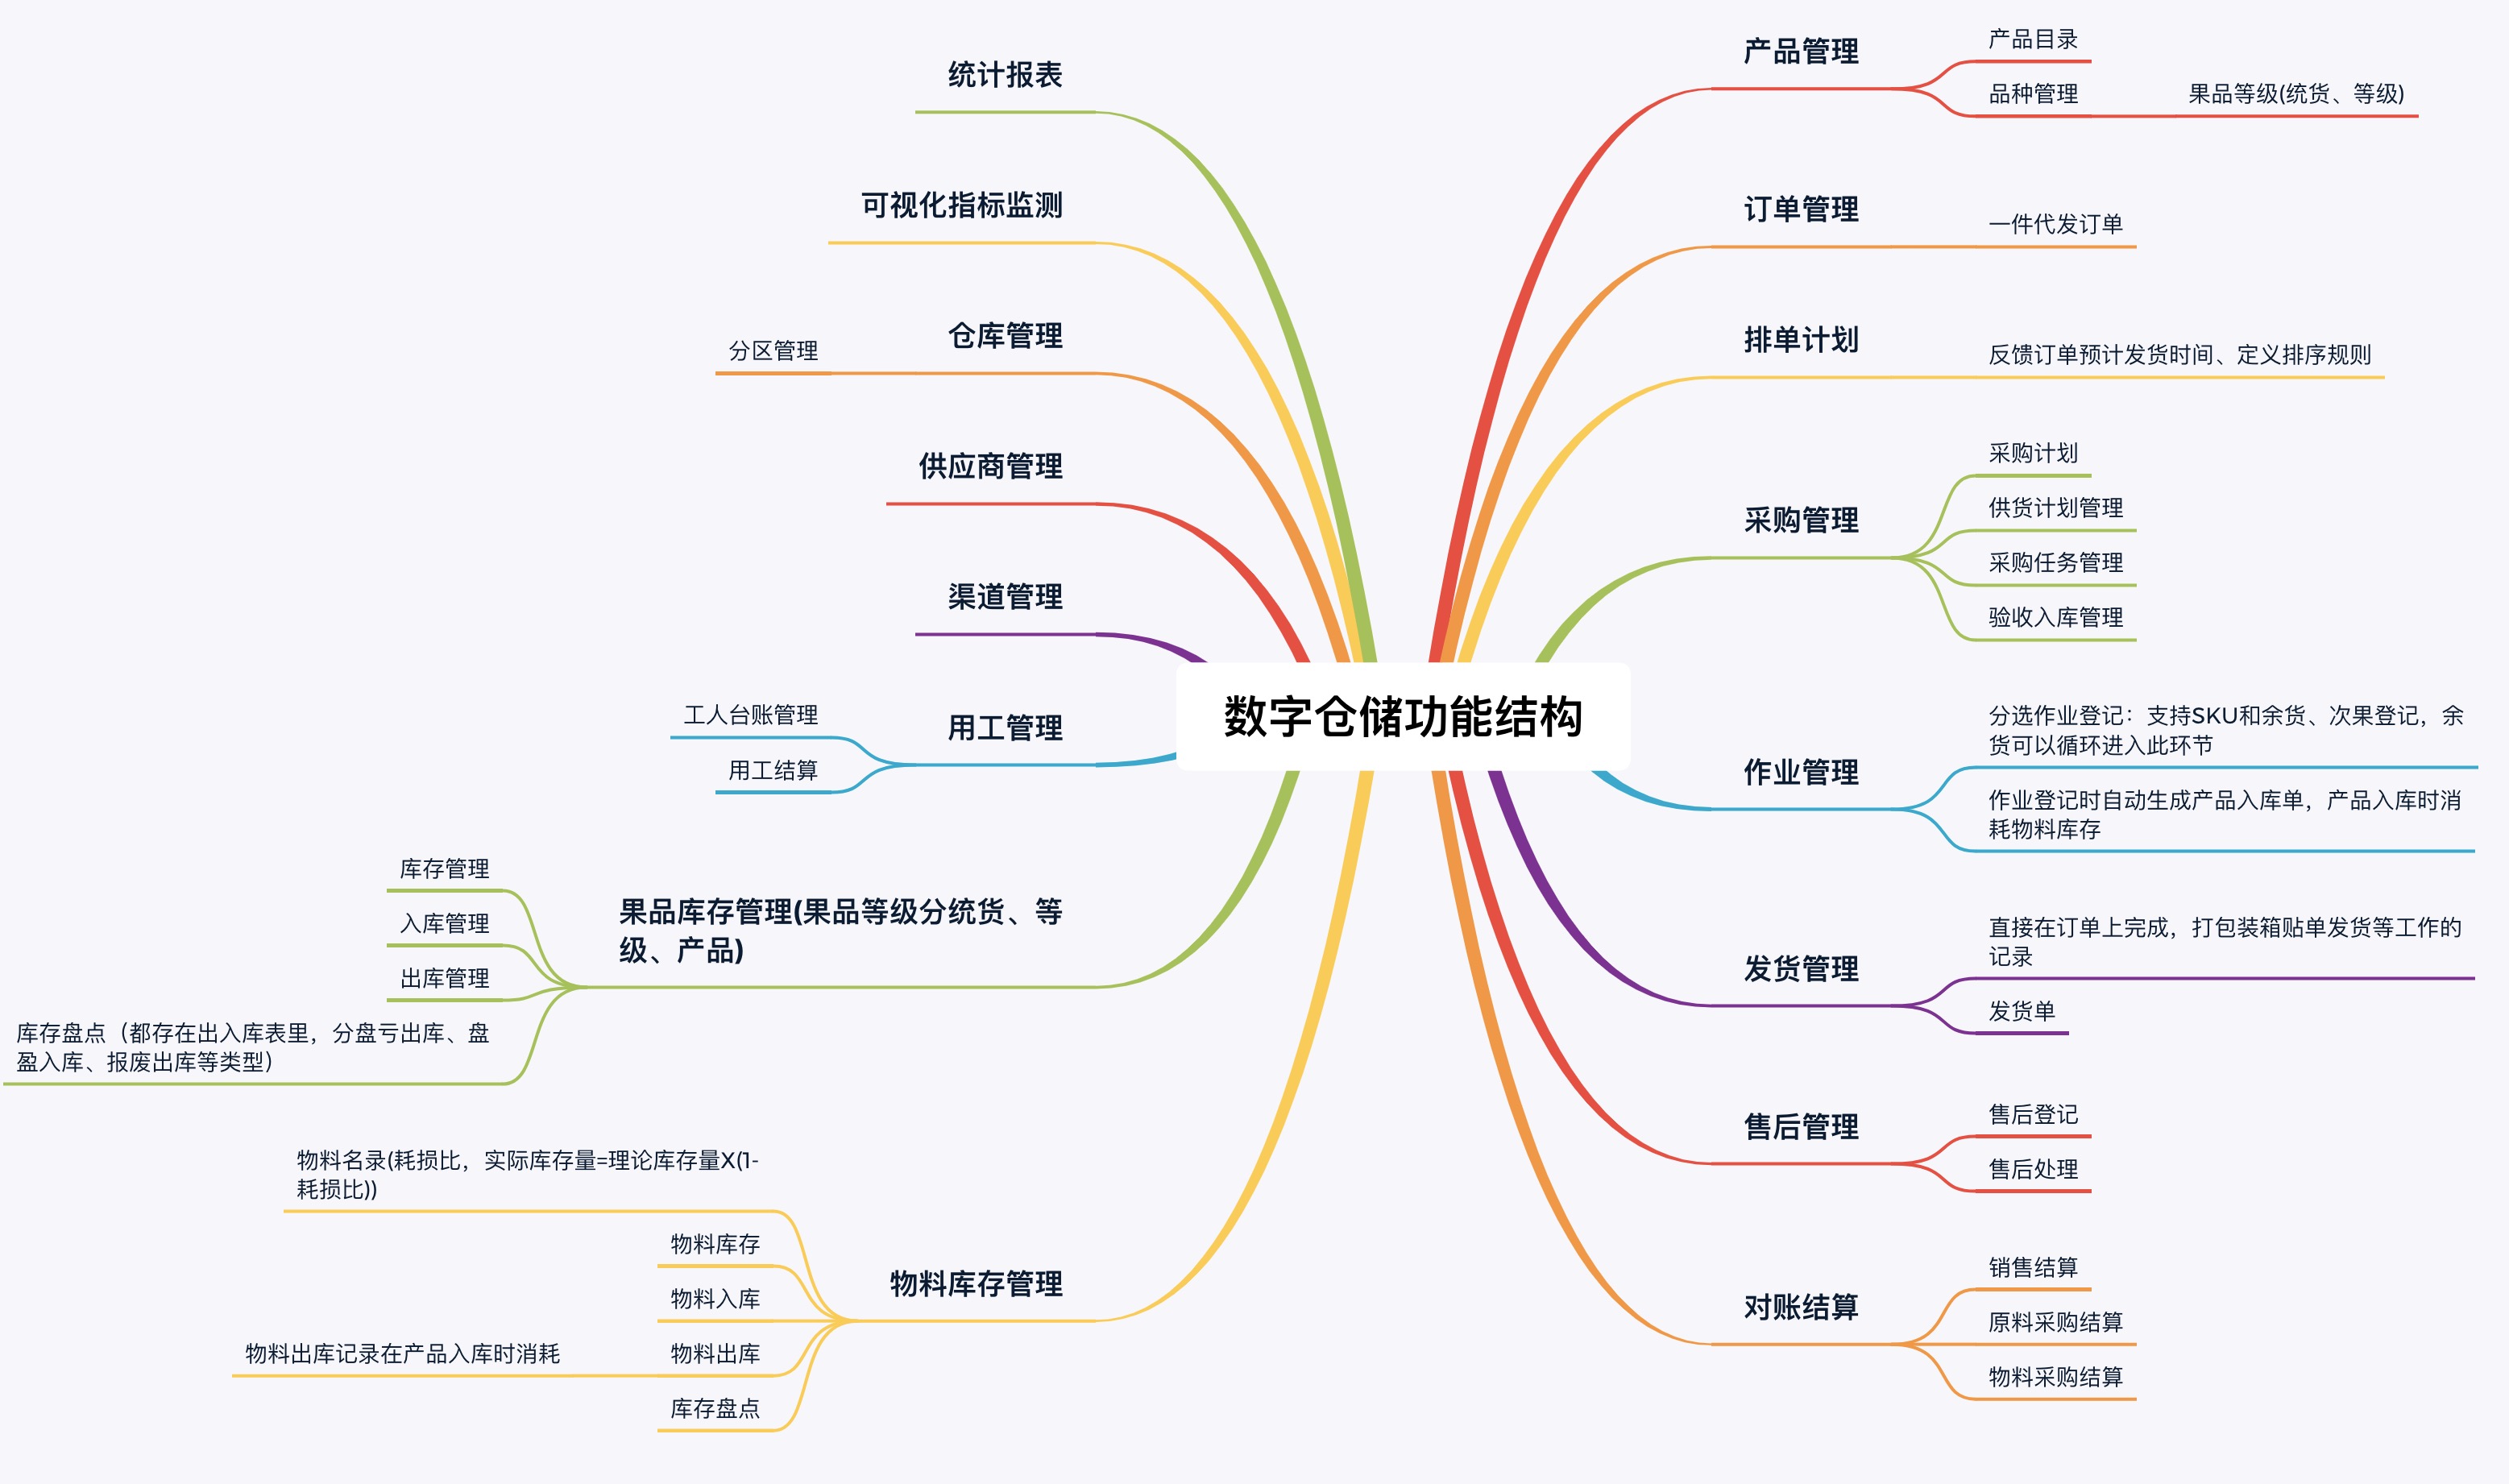 数字仓储功能结构
产品管理
产品目录
品种管理
果品等级(统货、等级)
订单管理
一件代发订单
排单计划
反馈订单预计发货时间、定义排序规则
采购管理
采购计划
供货计划管理
采购任务管理
验收入库管理
作业管理
分选作业登记：支持SKU和余货、次果登记，余
货可以循环进入此环节
作业登记时自动生成产品入库单，产品入库时消
耗物料库存
发货管理
直接在订单上完成，打包装箱贴单发货等工作的
记录
发货单
售后管理
售后登记
售后处理
对账结算
销售结算
原料采购结算
物料采购结算
统计报表
可视化指标监测
仓库管理
分区管理
供应商管理
渠道管理
用工管理
工人台账管理
用工结算
果品库存管理(果品等级分统货、等
级、产品)
库存管理
入库管理
出库管理
库存盘点（都存在出入库表里，分盘亏出库、盘
盈入库、报废出库等类型）
物料库存管理
物料名录(耗损比，实际库存量=理论库存量X(1-
耗损比))
物料库存
物料入库
物料出库
物料出库记录在产品入库时消耗
库存盘点